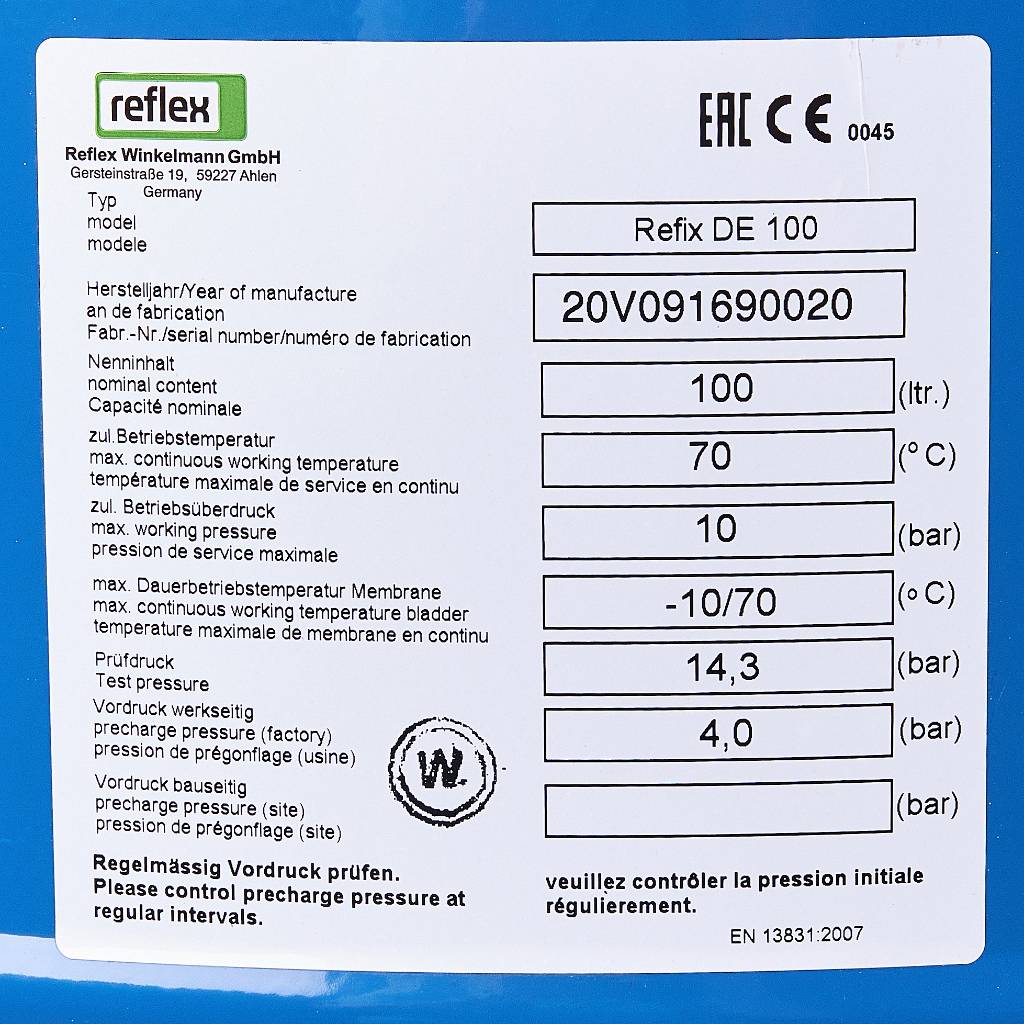 reflex
Reflex Winkelmann GmbH
Gersteinstraße 19, 59227 Ahlen
Germany
EAC CE 0045
Typ
model
modele
Refix DE 100
Herstelljahr/Year of manufacture
an de fabrication
Fabr.-Nr./serial number/numéro de fabrication
20V091690020
Nenninhalt
nominal content
Capacité nominale
100 (ltr.)
zul.Betriebstemperatur
max. continuous working temperature
température maximale de service en continu
70 (° C)
zul. Betriebsüberdruck
max. working pressure
pression de service maximale
10 (bar)
max. Dauerbetriebstemperatur Membrane
max. continuous working temperature bladder
temperature maximale de membrane en continu
-10/70 (° C)
Prüfdruck
Test pressure
14,3 (bar)
Vordruck werkseitig
precharge pressure (factory)
pression de prégonflage (usine)
4,0 (bar)
W
Vordruck bauseitig
precharge pressure (site)
pression de prégonflage (site)
(bar)
Regelmässig Vordruck prüfen.
Please control precharge pressure at
regular intervals.
veuillez contrôler la pression initiale
régulièrement.
EN 13831:2007